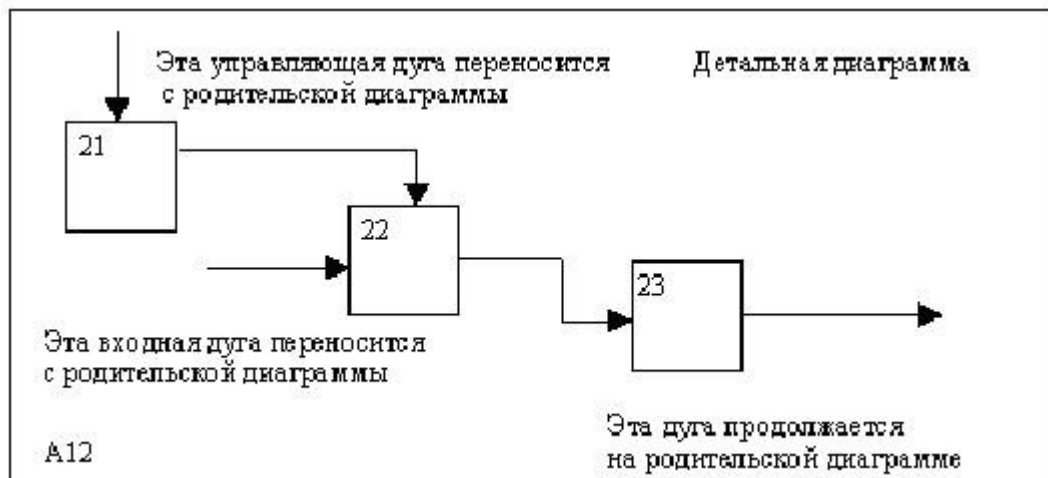 Эта управляющая дуга переносится
с родительской диаграммы
Детальная диаграмма
21
22
23
Эта входная дуга переносится
с родительской диаграммы
Эта дуга продолжается
на родительской диаграмме
А12